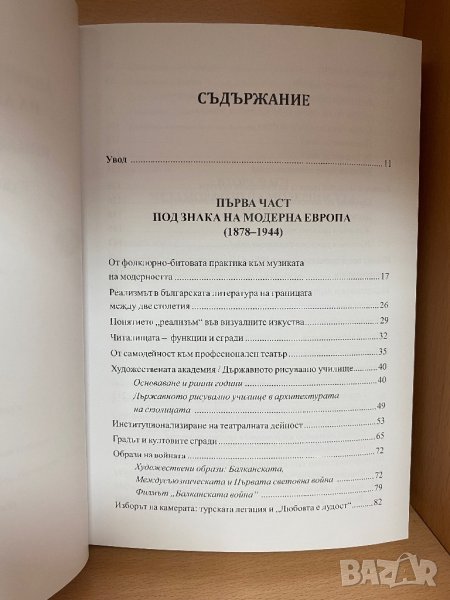 СЪДЪРЖАНИЕ
Увод 11
ПЪРВА ЧАСТ
ПОД ЗНАКА НА МОДЕРНА ЕВРОПА
(1878–1944)
От фолклорно-битовата практика към музиката
на модерността 17
Реализмът в българската литература на границата
между две столетия 26
Понятието „реализъм“ във визуалните изкуства 29
Читалищата – функции и сгради 32
От самодейност към професионален театър 35
Художествената академия / Държавното рисувално училище 40
Основаване и ранни години 40
Държавното рисувално училище в архитектурата
на столицата 49
Институционализиране на театралната дейност 53
Градът и култовите сгради 65
Образи на войната 72
Художествени образи: Балканската,
Междусъюзническата и Първата световна война 72
Филмът „Балканската война“ 79
Изборът на камерата: турската легация и „Любовта е лудост“ 82
BAZAR